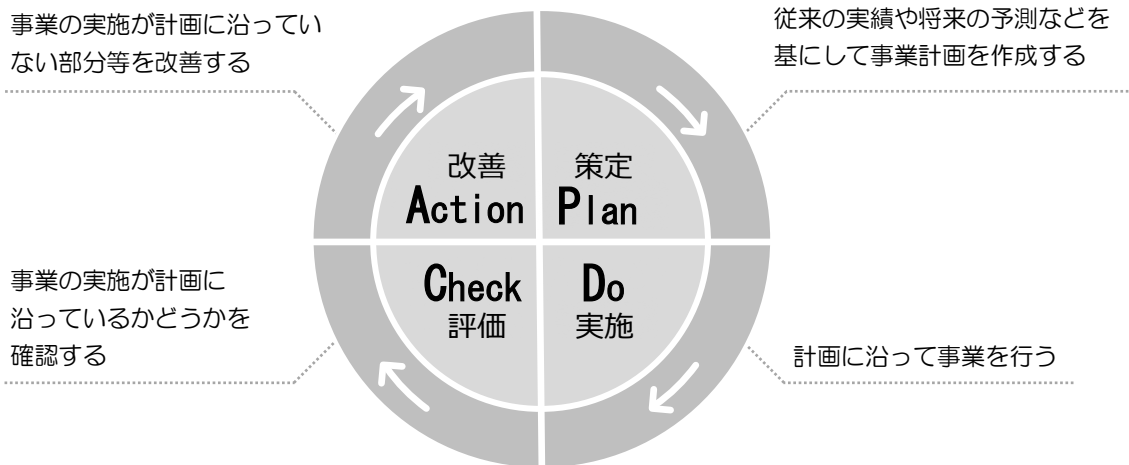 事業の実施が計画に沿ってい
ない部分等を改善する
従来の実績や将来の予測などを
基にして事業計画を作成する
改善
Action
策定
Plan
Check
評価
Do
実施
事業の実施が計画に
沿っているかどうかを
確認する
計画に沿って事業を行う